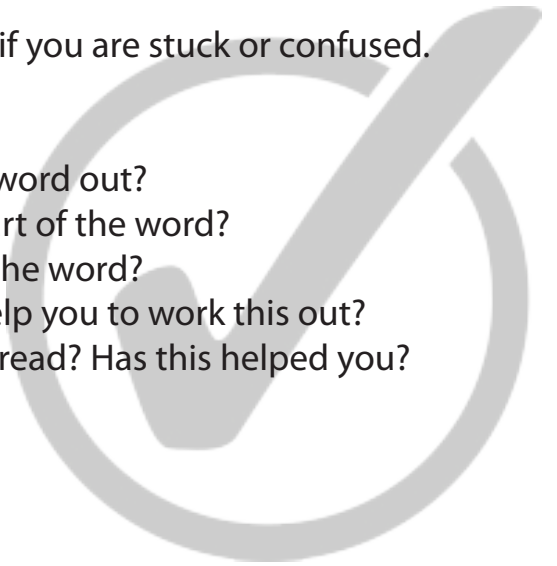 if you are stuck or confused.
word out?
rt of the word?
he word?
elp you to work this out?
read? Has this helped you?